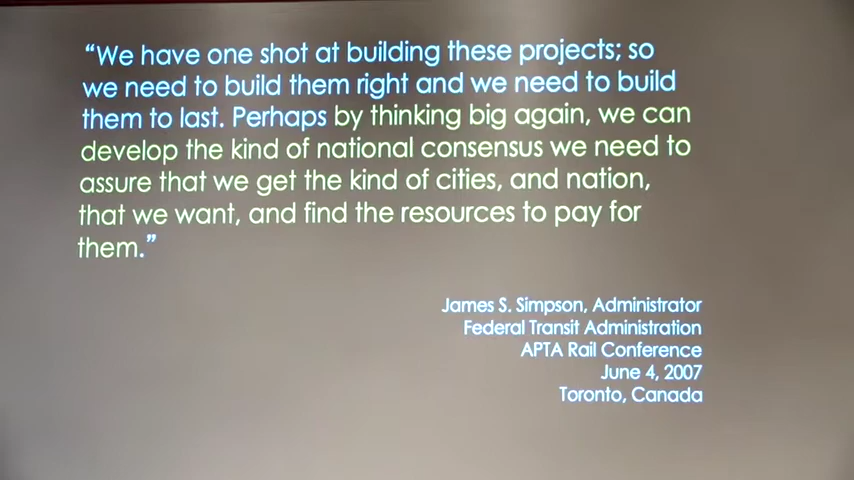 “We have one shot at building these projects; so
we need to build them right and we need to build
them to last. Perhaps by thinking big again, we can
develop the kind of national consensus we need to
assure that we get the kind of cities, and nation,
that we want, and find the resources to pay for
them.”
James S. Simpson, Administrator
Federal Transit Administration
APTA Rail Conference
June 4, 2007
Toronto, Canada